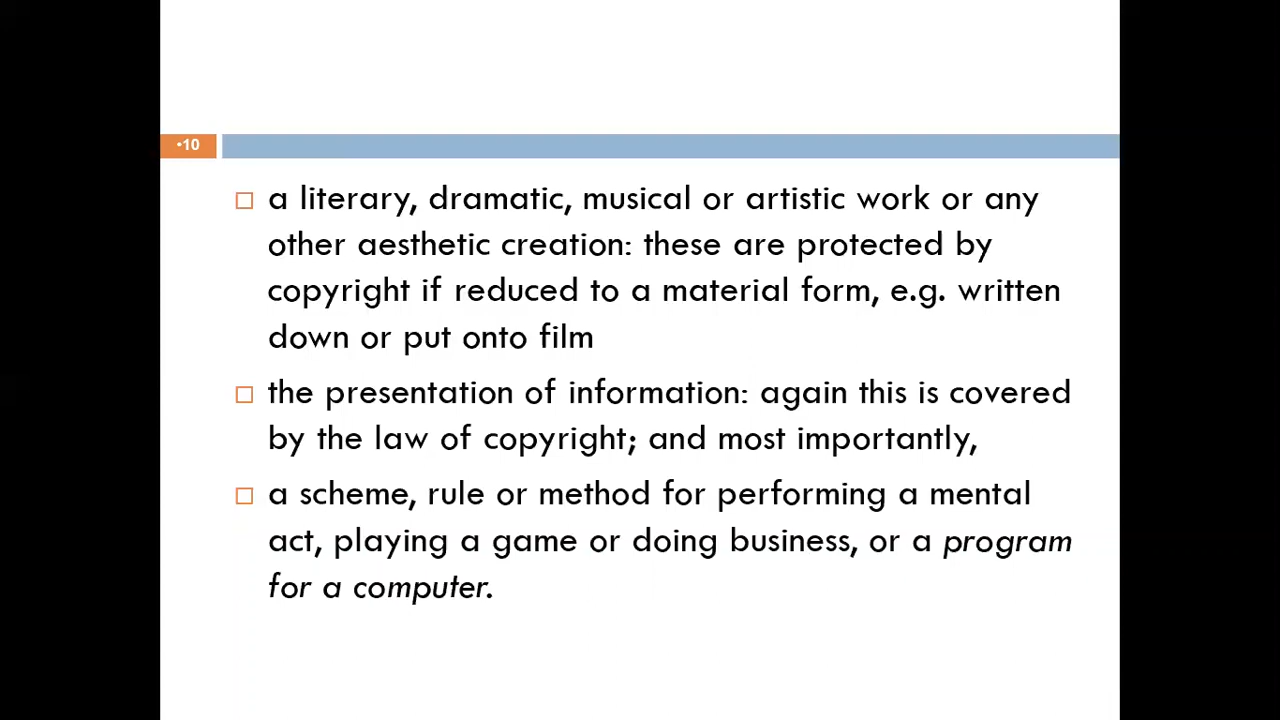 •10
a literary, dramatic, musical or artistic work or any
other aesthetic creation: these are protected by
copyright if reduced to a material form, e.g. written
down or put onto film
the presentation of information: again this is covered
by the law of copyright; and most importantly,
a scheme, rule or method for performing a mental
act, playing a game or doing business, or a program
for a computer.